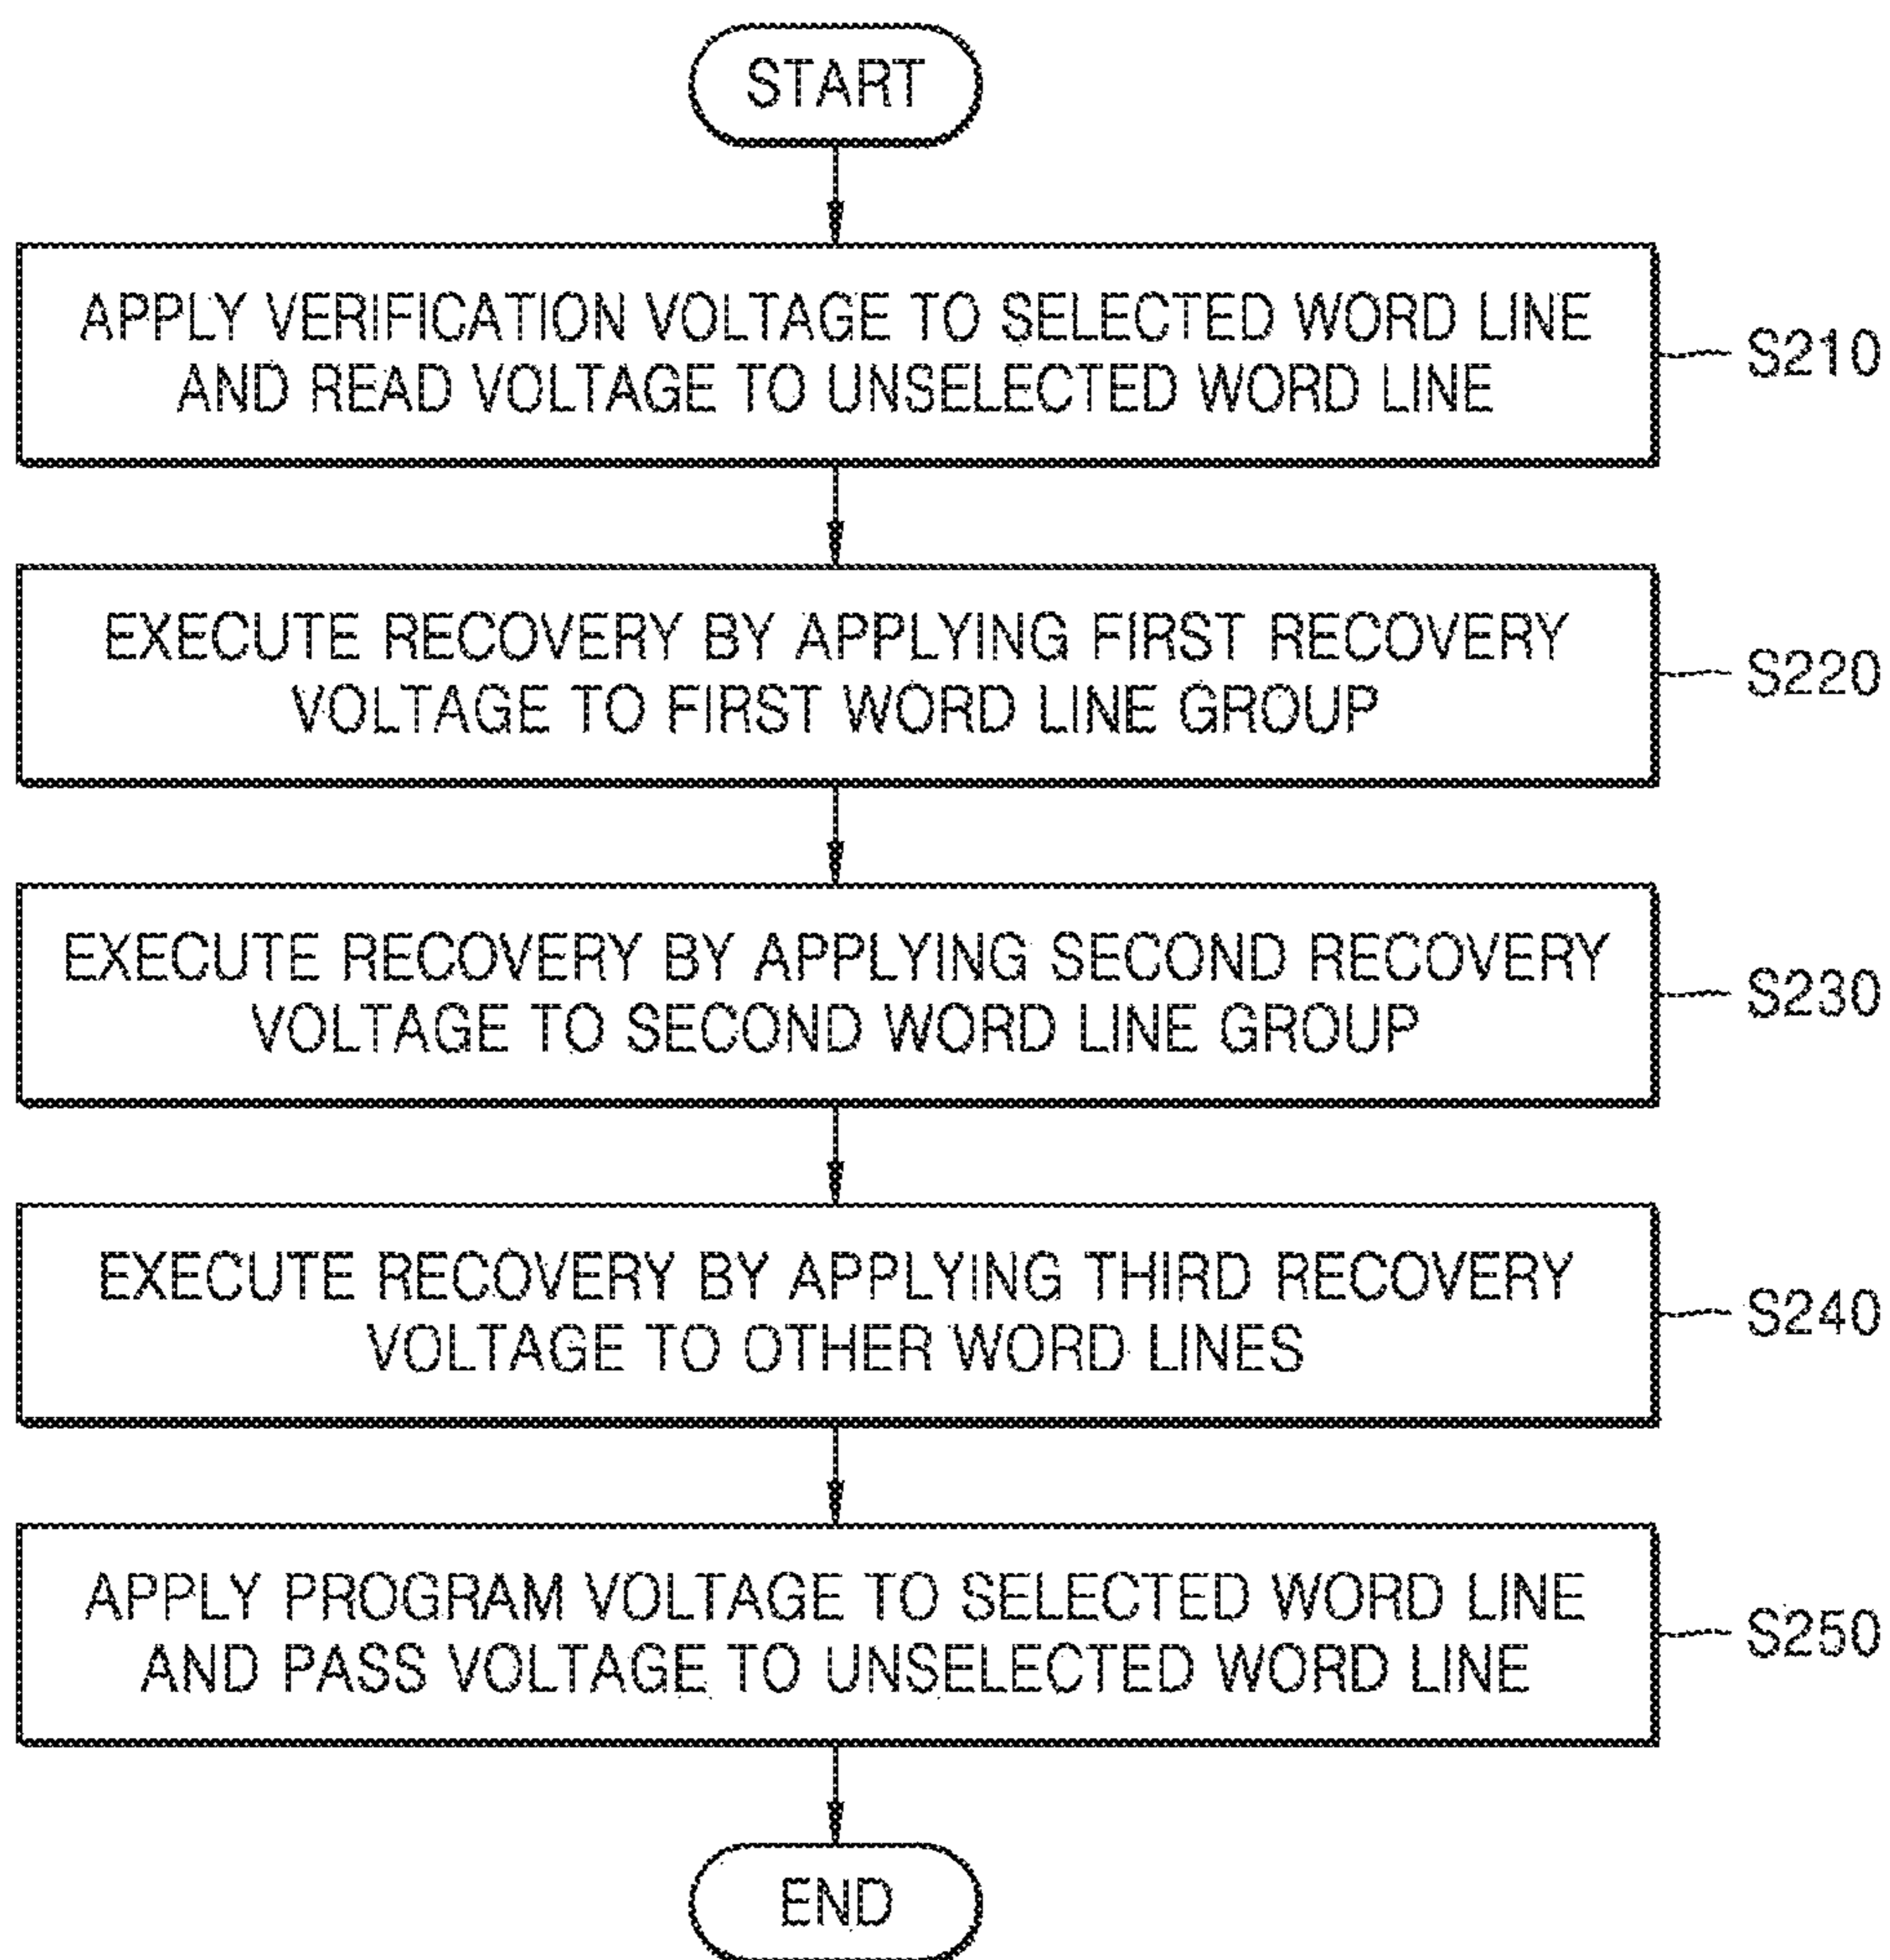 START
APPLY VERIFICATION VOLTAGE TO SELECTED WORD LINE
AND READ VOLTAGE TO UNSELECTED WORD LINE
S210
EXECUTE RECOVERY BY APPLYING FIRST RECOVERY
VOLTAGE TO FIRST WORD LINE GROUP
S220
EXECUTE RECOVERY BY APPLYING SECOND RECOVERY
VOLTAGE TO SECOND WORD LINE GROUP
S230
EXECUTE RECOVERY BY APPLYING THIRD RECOVERY
VOLTAGE TO OTHER WORD LINES
S240
APPLY PROGRAM VOLTAGE TO SELECTED WORD LINE
AND PASS VOLTAGE TO UNSELECTED WORD LINE
S250
END